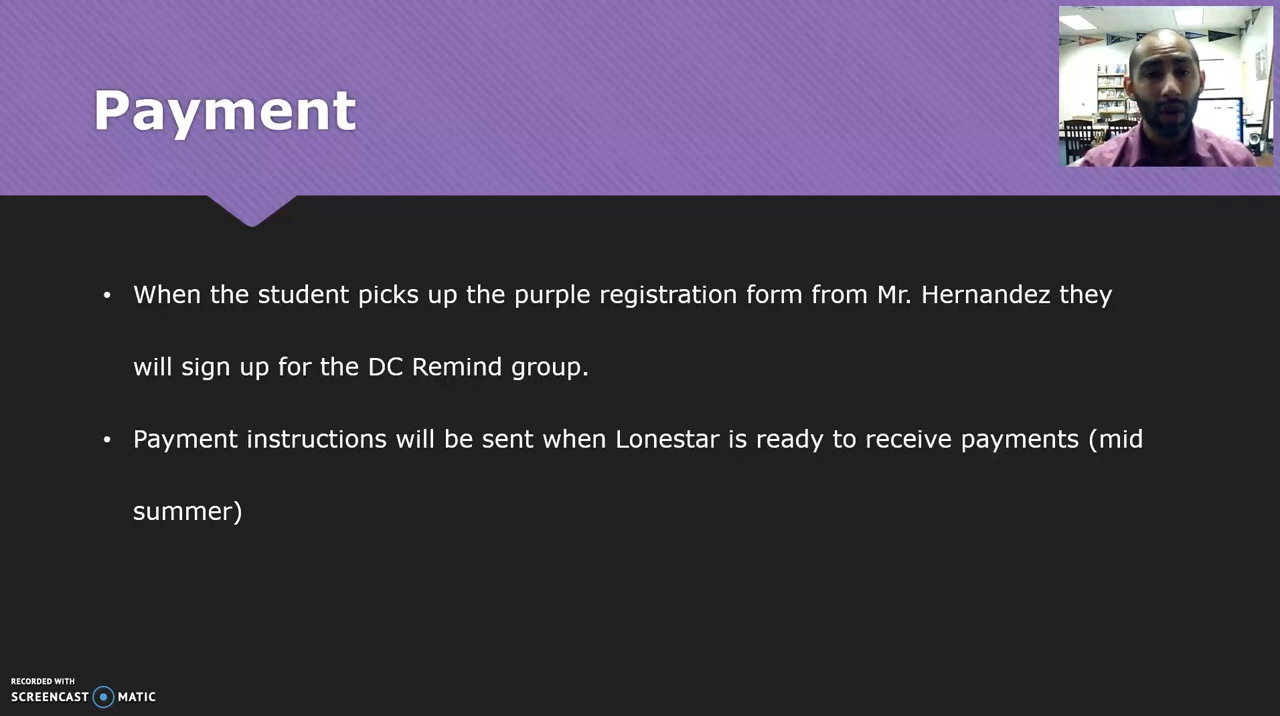 Payment
• When the student picks up the purple registration form from Mr. Hernandez they
will sign up for the DC Remind group.
• Payment instructions will be sent when Lonestar is ready to receive payments (mid
summer)
RECORDED WITH
SCREENCAST MATIC